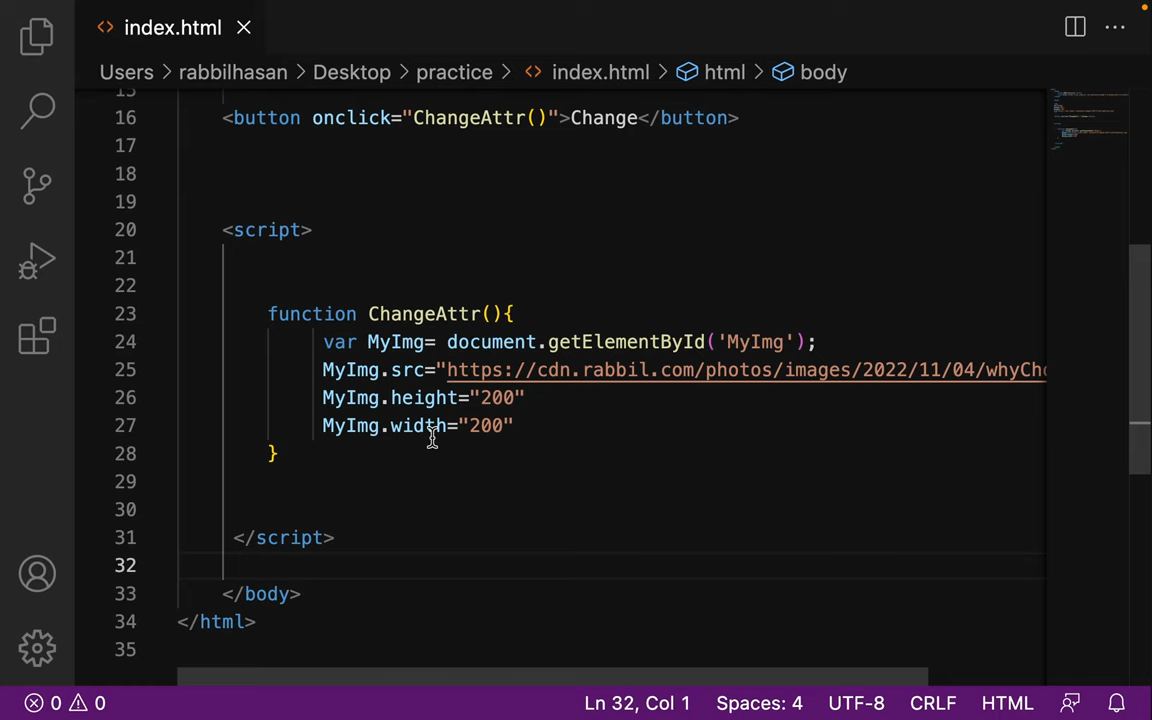 index.html
Users > rabbilhasan > Desktop > practice > index.html > html > body
15
16 <button onclick="ChangeAttr()">Change</button>
17
18
19
20 <script>
21
22
23 function ChangeAttr(){
24 var MyImg= document.getElementById('MyImg');
25 MyImg.src="https://cdn.rabbil.com/photos/images/2022/11/04/whyCho
26 MyImg.height="200"
27 MyImg.width="200"
28 }
29
30
31 </script>
32
33 </body>
34 </html>
35
0 0 Ln 32, Col 1 Spaces: 4 UTF-8 CRLF HTML